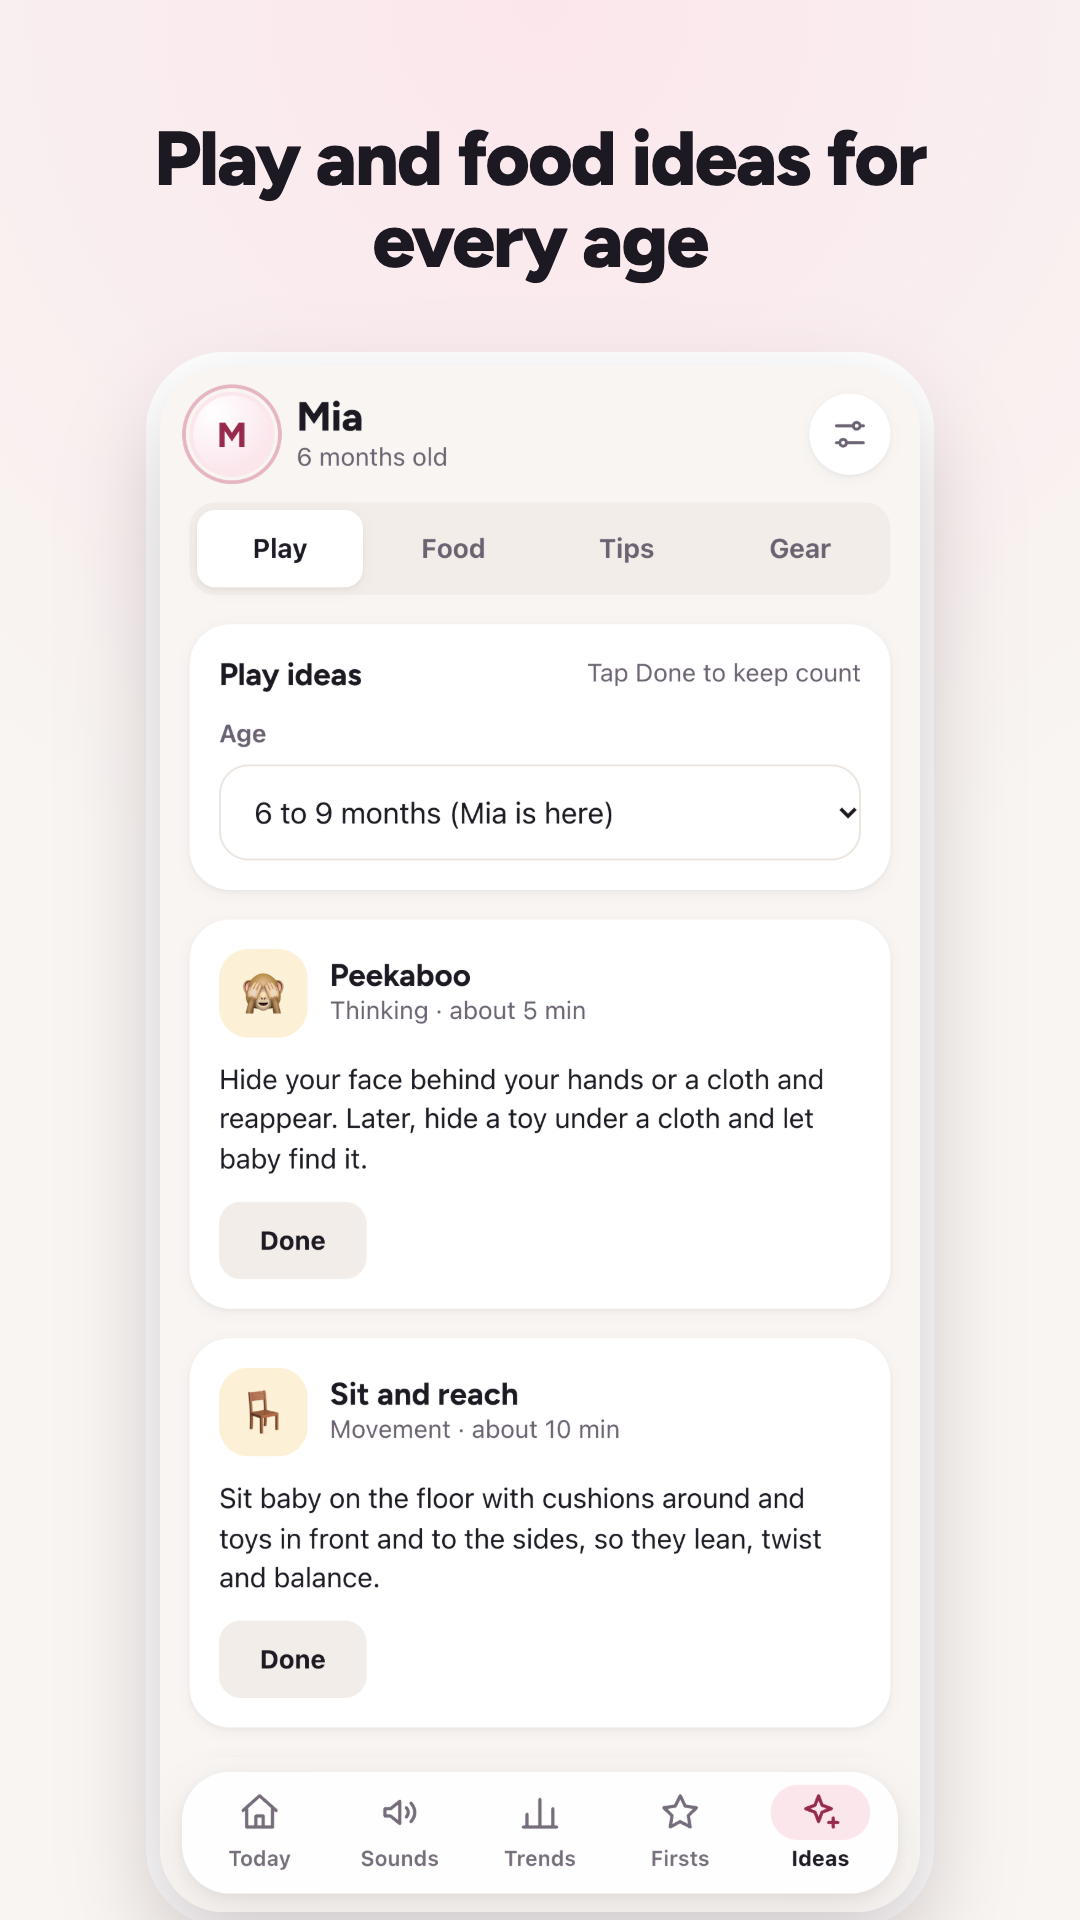 Play and food ideas for
every age
M
Mia
6 months old
Play
Food
Tips
Gear
Play ideas
Tap Done to keep count
Age
6 to 9 months (Mia is here)
Peekaboo
Thinking · about 5 min
Hide your face behind your hands or a cloth and
reappear. Later, hide a toy under a cloth and let
baby find it.
Done
Sit and reach
Movement · about 10 min
Sit baby on the floor with cushions around and
toys in front and to the sides, so they lean, twist
and balance.
Done
Today
Sounds
Trends
Firsts
Ideas